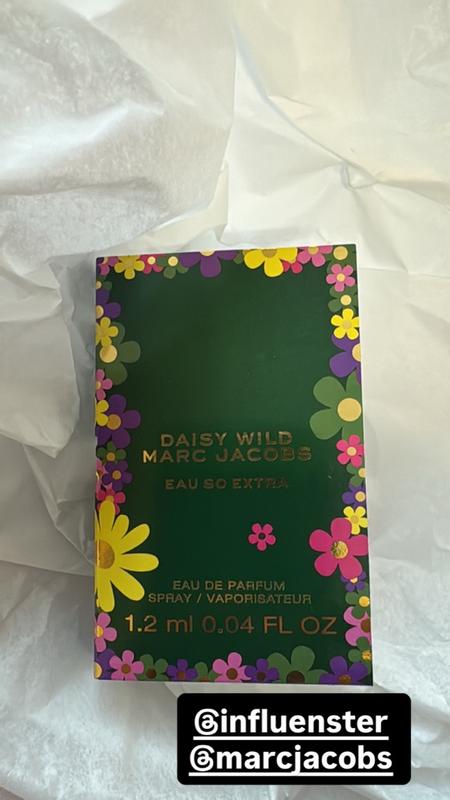 DAISY WILD
MARC JACOBS
EAU SO EXTRA
EAU DE PARFUM
SPRAY / VAPORISATEUR
1.2 ml 0.04 FL OZ
@influenster
@marcjacobs